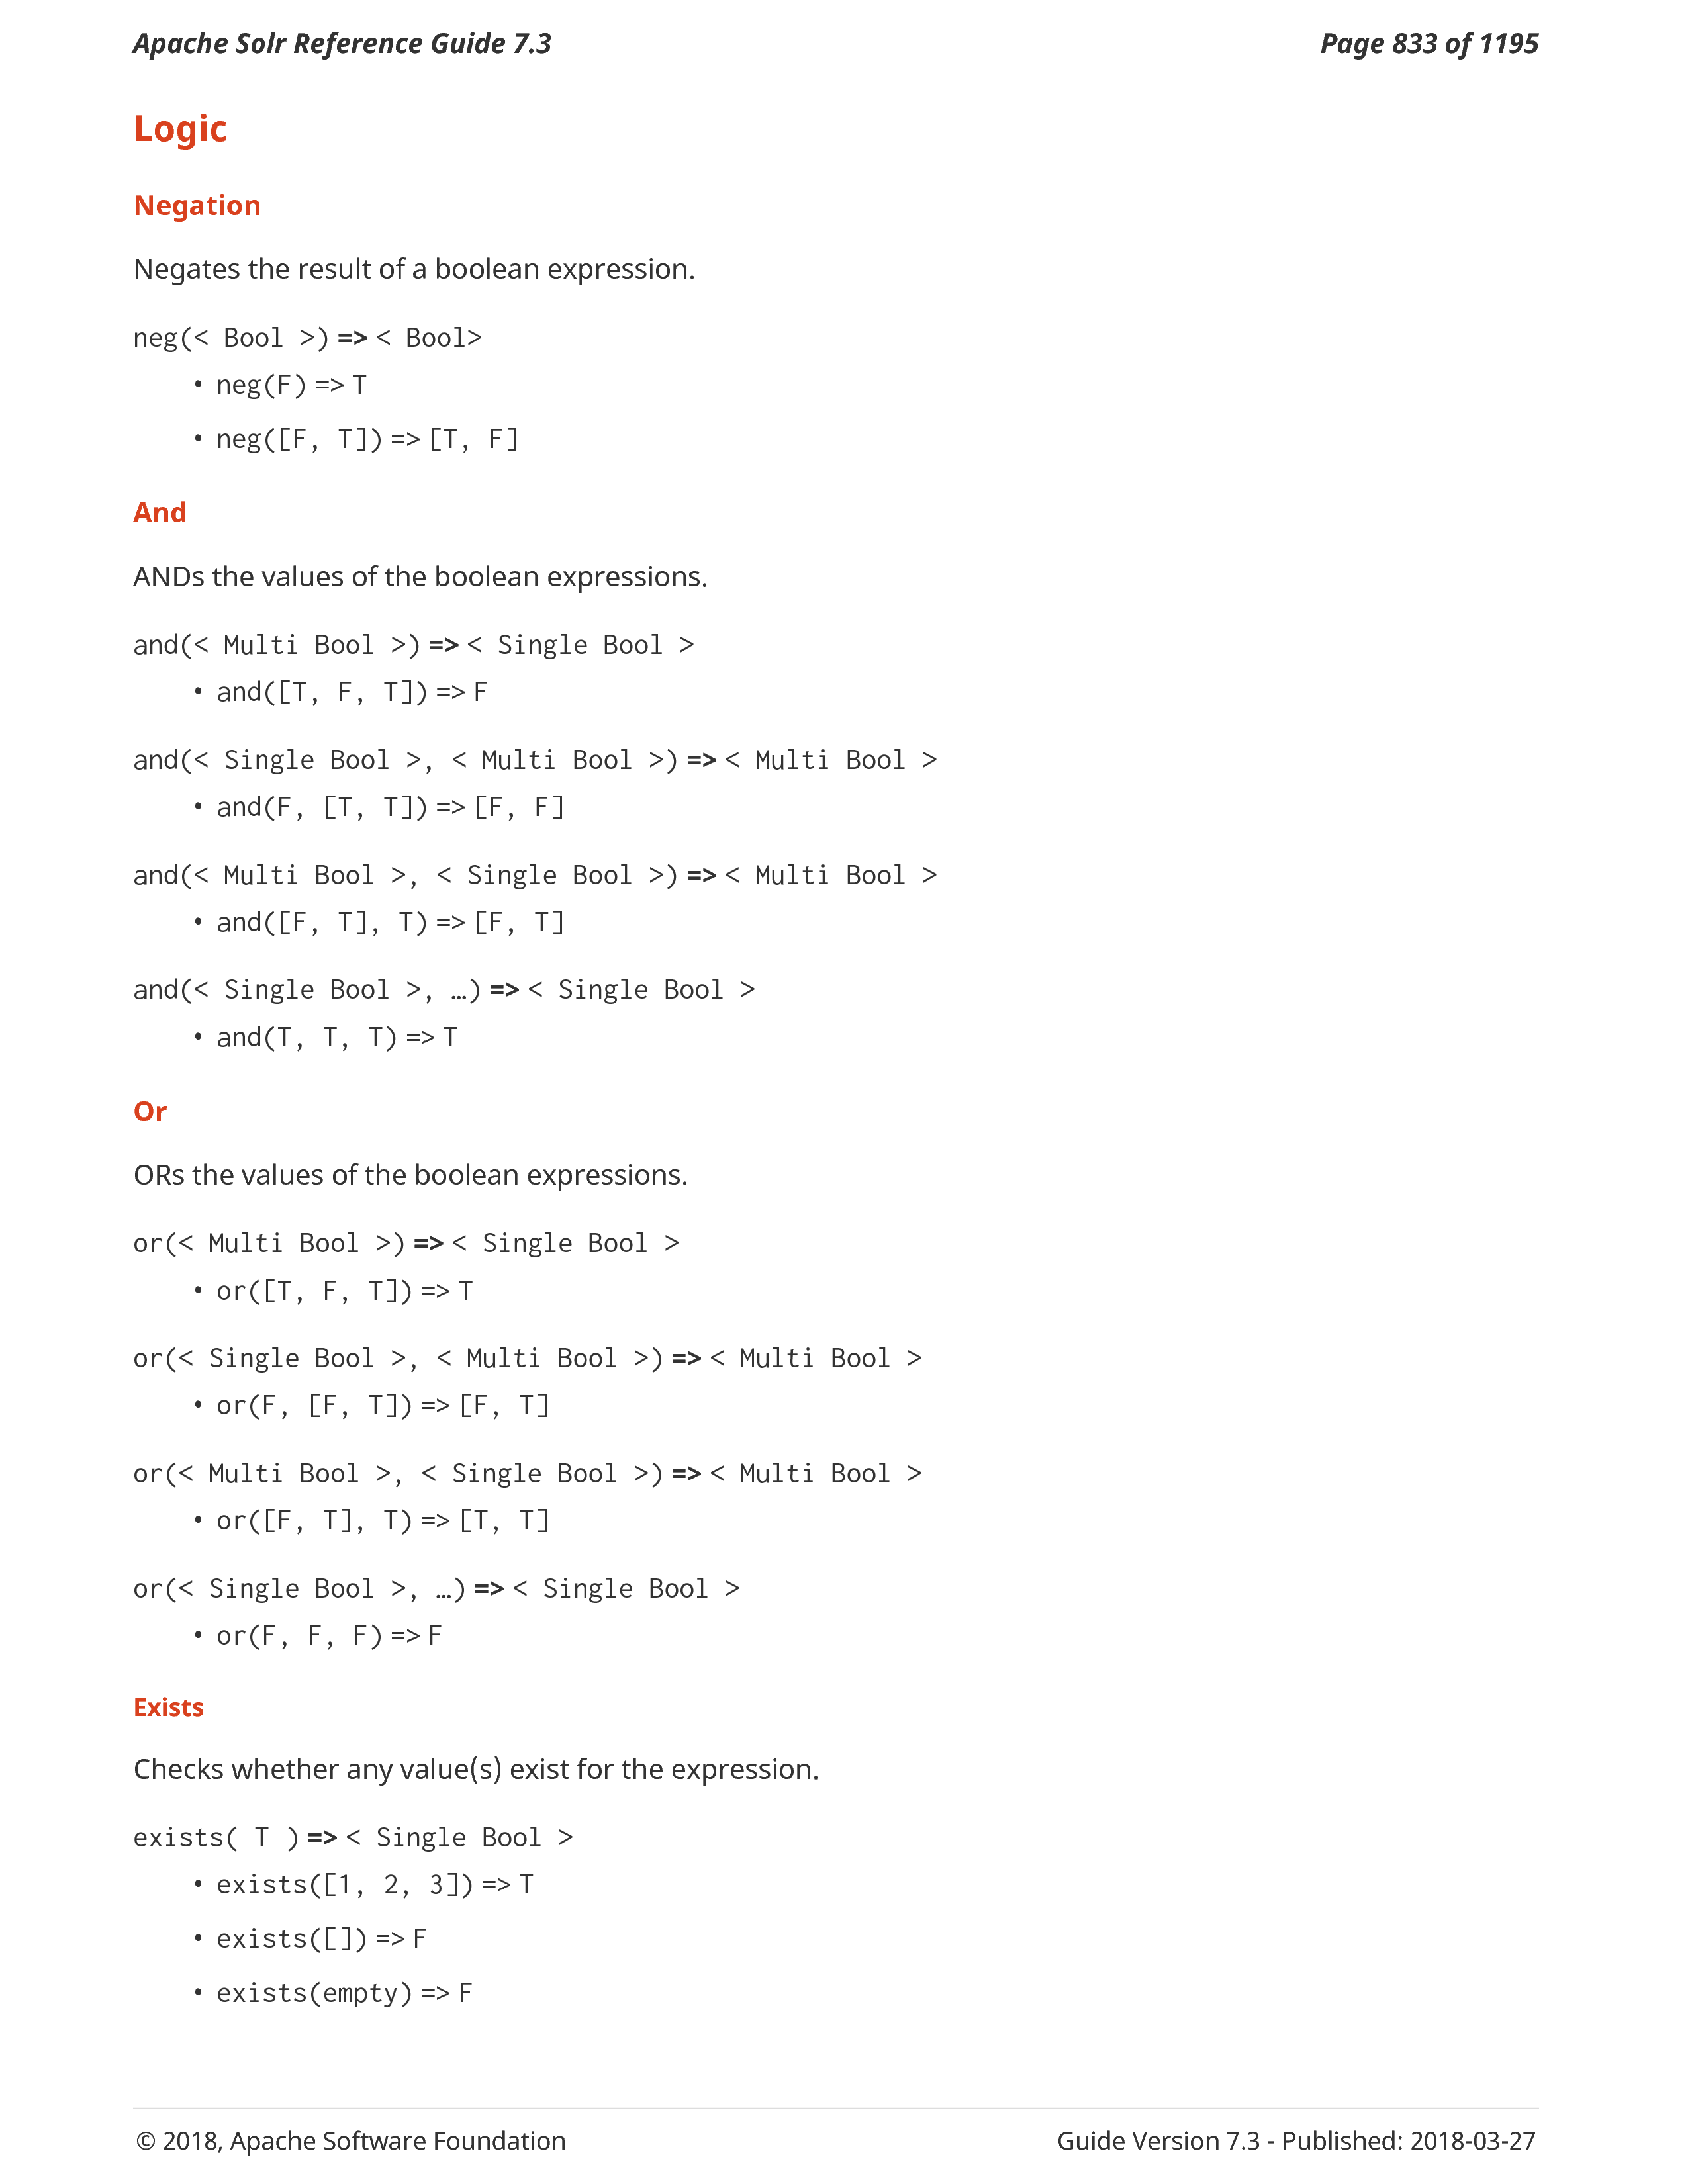 Apache Solr Reference Guide 7.3 Page 833 of 1195
Logic
Negation
Negates the result of a boolean expression.
neg(< Bool >) => < Bool>
• neg(F) => T
• neg([F, T]) => [T, F]
And
ANDs the values of the boolean expressions.
and(< Multi Bool >) => < Single Bool >
• and([T, F, T]) => F
and(< Single Bool >, < Multi Bool >) => < Multi Bool >
• and(F, [T, T]) => [F, F]
and(< Multi Bool >, < Single Bool >) => < Multi Bool >
• and([F, T], T) => [F, T]
and(< Single Bool >, …) => < Single Bool >
• and(T, T, T) => T
Or
ORs the values of the boolean expressions.
or(< Multi Bool >) => < Single Bool >
• or([T, F, T]) => T
or(< Single Bool >, < Multi Bool >) => < Multi Bool >
• or(F, [F, T]) => [F, T]
or(< Multi Bool >, < Single Bool >) => < Multi Bool >
• or([F, T], T) => [T, T]
or(< Single Bool >, …) => < Single Bool >
• or(F, F, F) => F
Exists
Checks whether any value(s) exist for the expression.
exists( T ) => < Single Bool >
• exists([1, 2, 3]) => T
• exists([]) => F
• exists(empty) => F
© 2018, Apache Software Foundation Guide Version 7.3 - Published: 2018-03-27